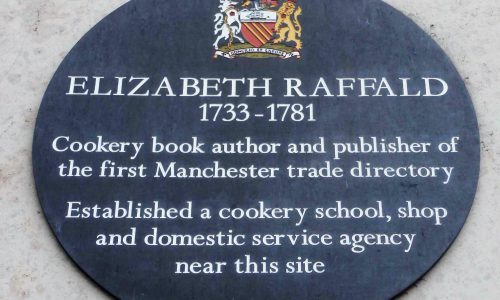 ELIZABETH RAFFALD
1733-1781
Cookery book author and publisher of
the first Manchester trade directory
Established a cookery school, shop
and domestic service agency
near this site